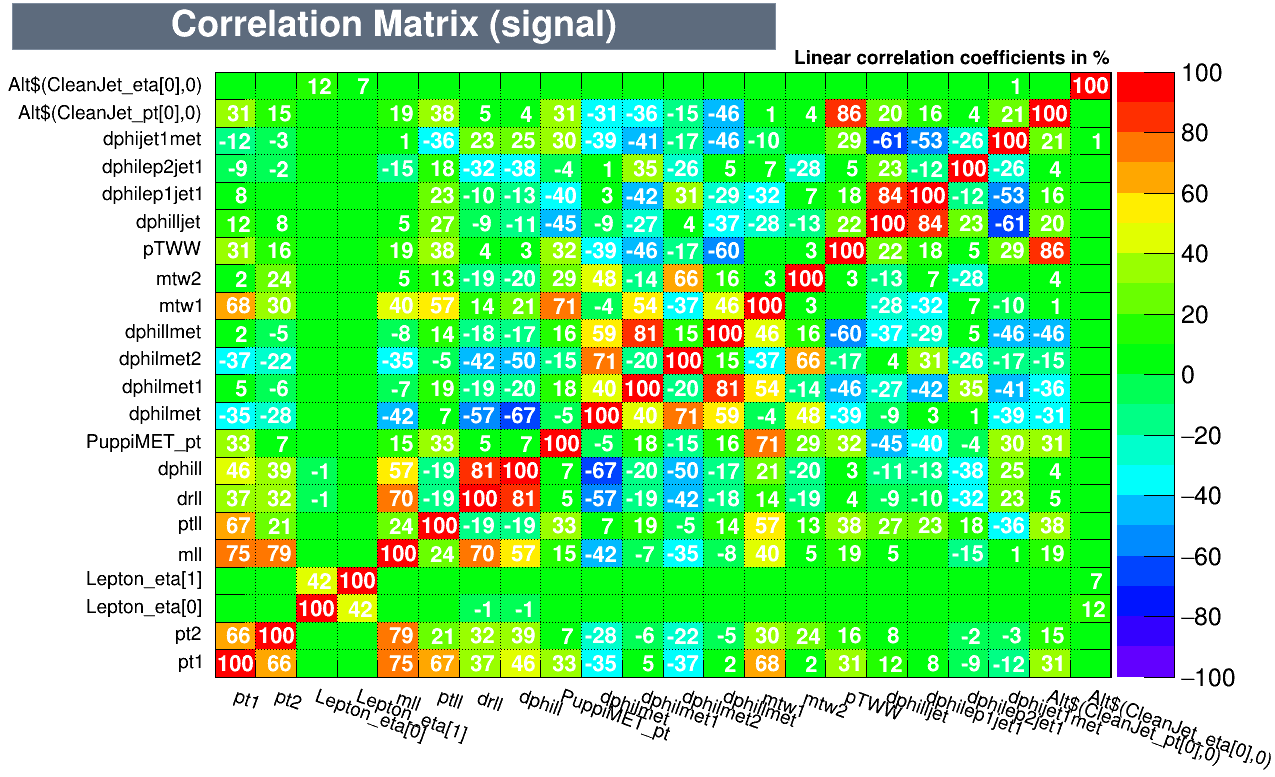 Correlation Matrix (signal)
Linear correlation coefficients in %
Alt$(CleanJet_eta[0],0) 12 7 1 100
Alt$(CleanJet_pt[0],0) 31 15 19 38 5 4 31 -31 -36 -15 -46 1 4 86 20 16 4 21 100
dphijet1met -12 -3 1 -36 23 25 30 -39 -41 -17 -46 -10 29 -61 -53 -26 100 21 1
dphilep2jet1 -9 -2 -15 18 -32 -38 -4 1 35 -26 5 7 -28 5 23 -12 100 -26 4
dphilep1jet1 8 23 -10 -13 -40 3 -42 31 -29 -32 7 18 84 100 -12 -53 16
dphilljet 12 8 5 27 -9 -11 -45 -9 -27 4 -37 -28 -13 22 100 84 23 -61 20
pTWW 31 16 19 38 4 3 32 -39 -46 -17 -60 3 100 22 18 5 29 86
mtw2 2 24 5 13 -19 -20 29 48 -14 66 16 3 100 3 -13 7 -28 4
mtw1 68 30 40 57 14 21 71 -4 54 -37 46 100 3 -28 -32 7 -10 1
dphillmet 2 -5 -8 14 -18 -17 16 59 81 15 100 46 16 -60 -37 -29 5 -46 -46
dphilmet2 -37 -22 -35 -5 -42 -50 -15 71 -20 100 15 -37 66 -17 4 31 -26 -17 -15
dphilmet1 5 -6 -7 19 -19 -20 18 40 100 -20 81 54 -14 -46 -27 -42 35 -41 -36
dphilmet -35 -28 -42 7 -57 -67 -5 100 40 71 59 -4 48 -39 -9 3 1 -39 -31
PuppiMET_pt 33 7 15 33 5 7 100 -5 18 -15 16 71 29 32 -45 -40 -4 30 31
dphill 46 39 -1 57 -19 81 100 7 -67 -20 -50 -17 21 -20 3 -11 -13 -38 25 4
drll 37 32 -1 70 -19 100 81 5 -57 -19 -42 -18 14 -19 4 -9 -10 -32 23 5
ptll 67 21 24 100 -19 -19 33 7 19 -5 14 57 13 38 27 23 18 -36 38
mll 75 79 100 24 70 57 15 -42 -7 -35 -8 40 5 19 5 -15 1 19
Lepton_eta[1] 42 100 7
Lepton_eta[0] 100 42 -1 -1 12
pt2 66 100 79 21 32 39 7 -28 -6 -22 -5 30 24 16 8 -2 -3 15
pt1 100 66 75 67 37 46 33 -35 5 -37 2 68 2 31 12 8 -9 -12 31
pt1 pt2 Lepton_eta[0] Lepton_eta[1] mll ptll drll dphill PuppiMET_pt dphilmet dphilmet1 dphilmet2 dphillmet mtw1 mtw2 pTWW dphilljet dphilep1jet1 dphilep2jet1 dphijet1met Alt$(CleanJet_pt[0],0) Alt$(CleanJet_eta[0],0)
100
80
60
40
20
0
−20
−40
−60
−80
−100